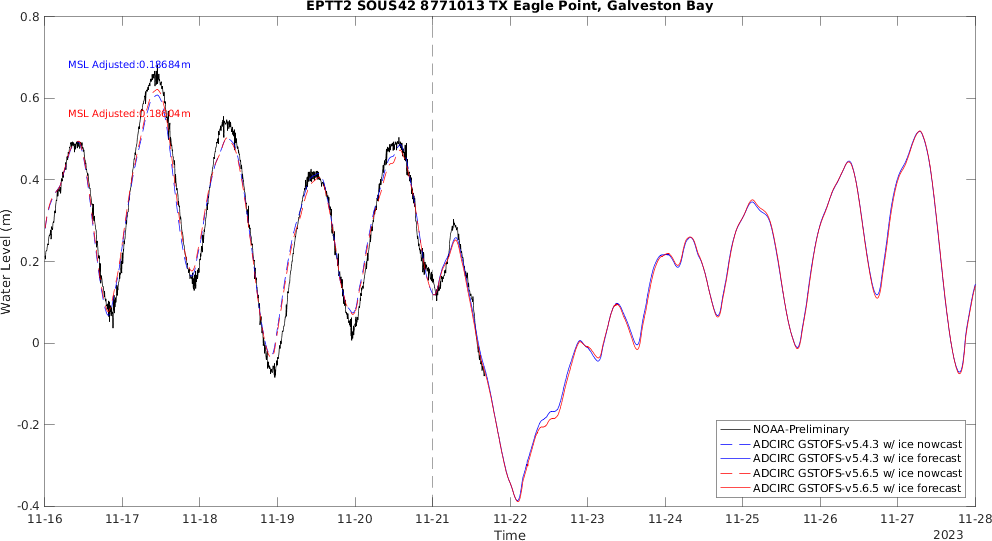 EPTT2 SOUS42 8771013 TX Eagle Point, Galveston Bay
0.8
0.6
0.4
0.2
0
-0.2
-0.4
Water Level (m)
MSL Adjusted:0.18684m
MSL Adjusted:0.18604m
NOAA-Preliminary
ADCIRC GSTOFS-v5.4.3 w/ ice nowcast
ADCIRC GSTOFS-v5.4.3 w/ ice forecast
ADCIRC GSTOFS-v5.6.5 w/ ice nowcast
ADCIRC GSTOFS-v5.6.5 w/ ice forecast
11-16 11-17 11-18 11-19 11-20 11-21 11-22 11-23 11-24 11-25 11-26 11-27 11-28
Time
2023